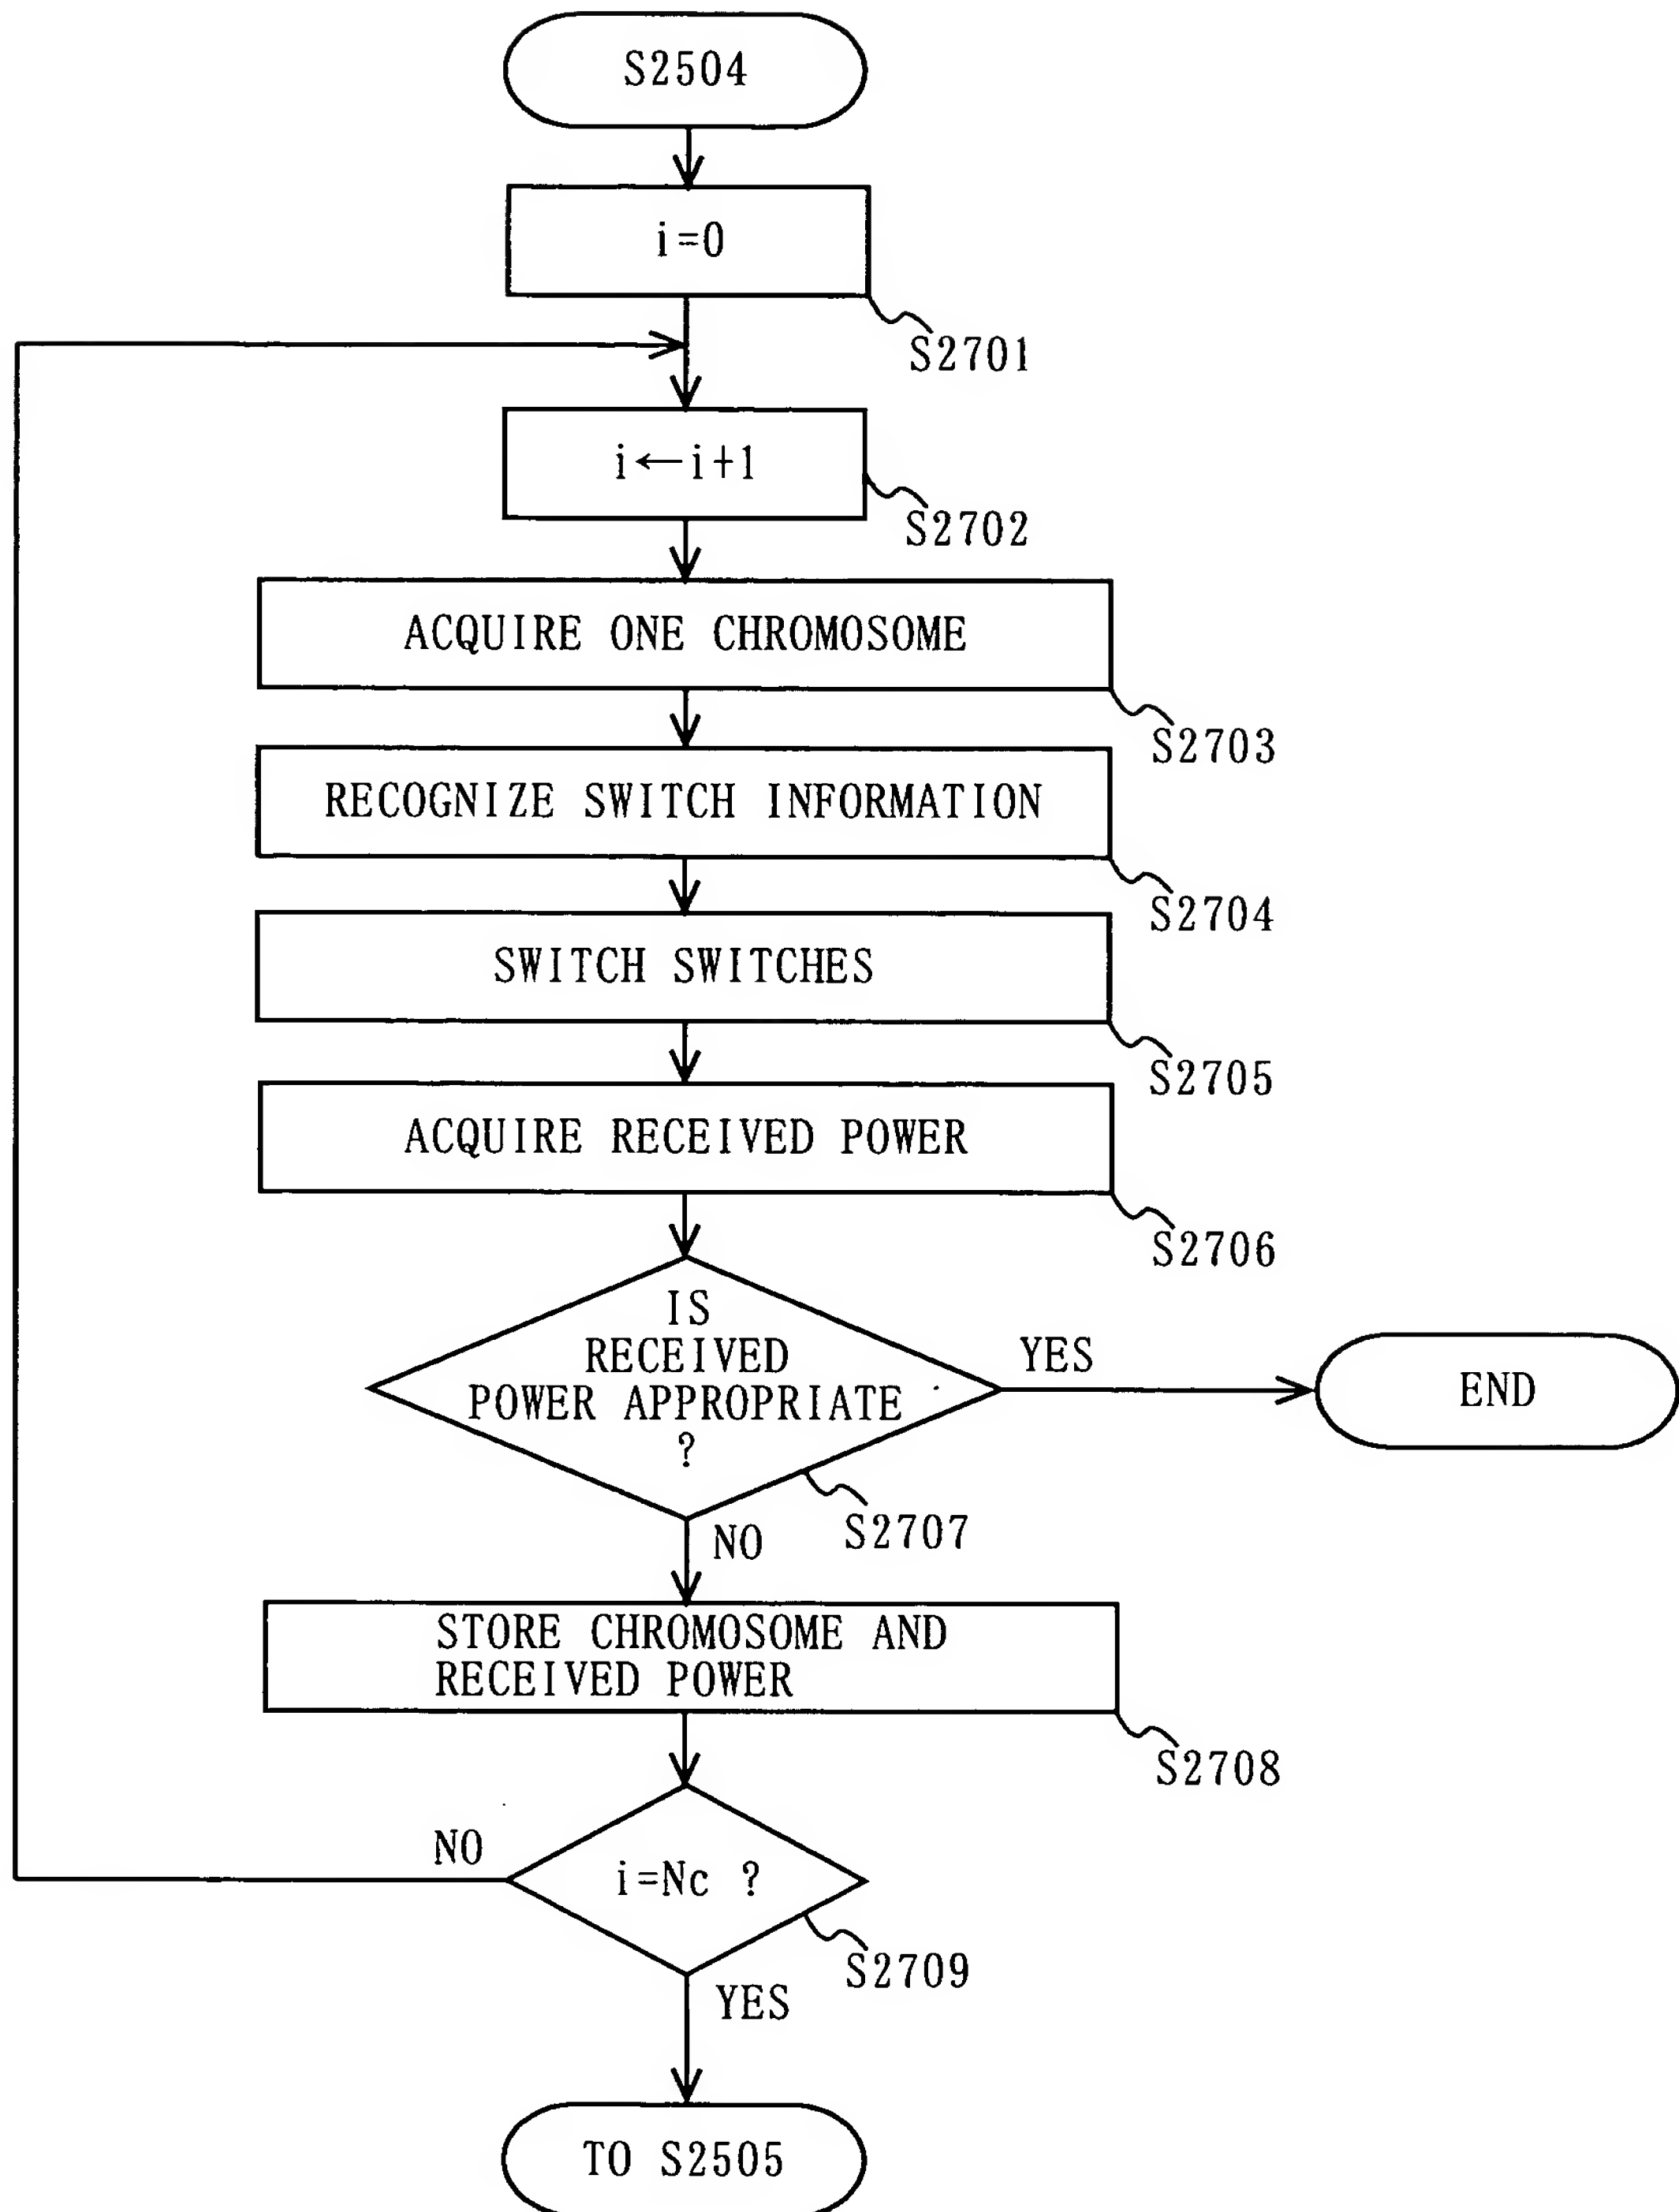 S2504
i=0
S2701
i←i+1
S2702
ACQUIRE ONE CHROMOSOME
S2703
RECOGNIZE SWITCH INFORMATION
S2704
SWITCH SWITCHES
S2705
ACQUIRE RECEIVED POWER
S2706
IS
RECEIVED
POWER APPROPRIATE
?
YES
END
S2707
NO
STORE CHROMOSOME AND
RECEIVED POWER
S2708
NO
i=Nc ?
S2709
YES
TO S2505